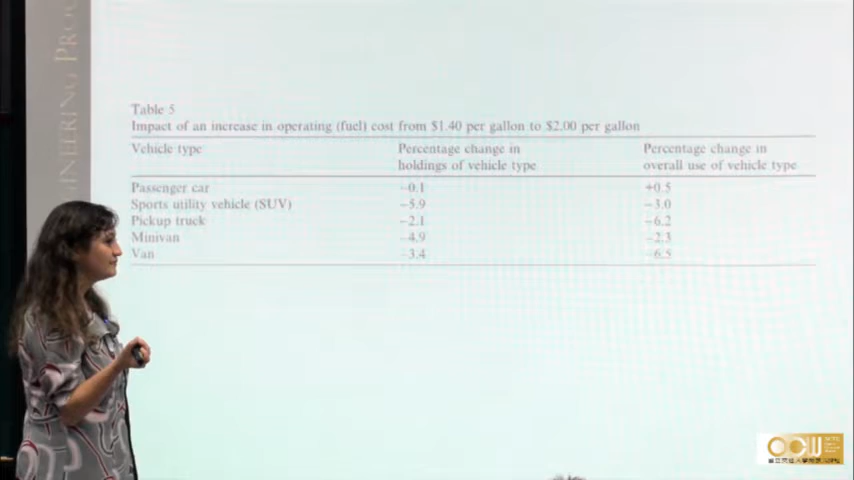 Table 5
Impact of an increase in operating (fuel) cost from $1.40 per gallon to $2.00 per gallon
Vehicle type Percentage change in holdings of vehicle type Percentage change in overall use of vehicle type
Passenger car −0.1 +0.5
Sports utility vehicle (SUV) −5.9 −3.0
Pickup truck −2.1 −6.2
Minivan −4.9 −2.3
Van −3.4 −6.5
OCW